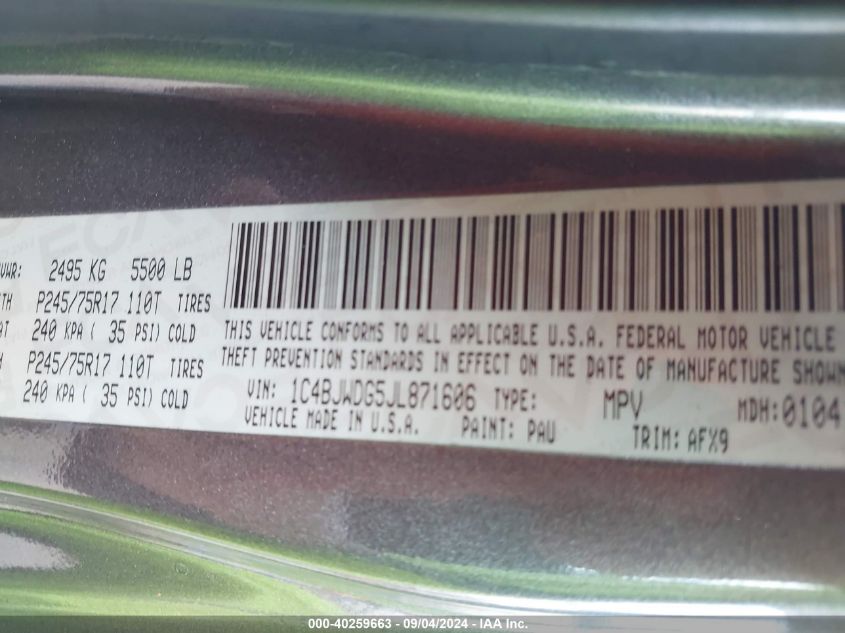 2495 KG 5500 LB
P245/75R17 110T TIRES
240 KPA ( 35 PSI) COLD
P245/75R17 110T TIRES
240 KPA ( 35 PSI) COLD
THIS VEHICLE CONFORMS TO ALL APPLICABLE U.S.A. FEDERAL MOTOR VEHICLE
THEFT PREVENTION STANDARDS IN EFFECT ON THE DATE OF MANUFACTURE SHOWN
VIN: 1C4BJWDG5JL871606 TYPE: MPV MDH:0104
VEHICLE MADE IN U.S.A. PAINT: PAU TRIM: AFX9
000-40259663 - 09/04/2024 - IAA Inc.